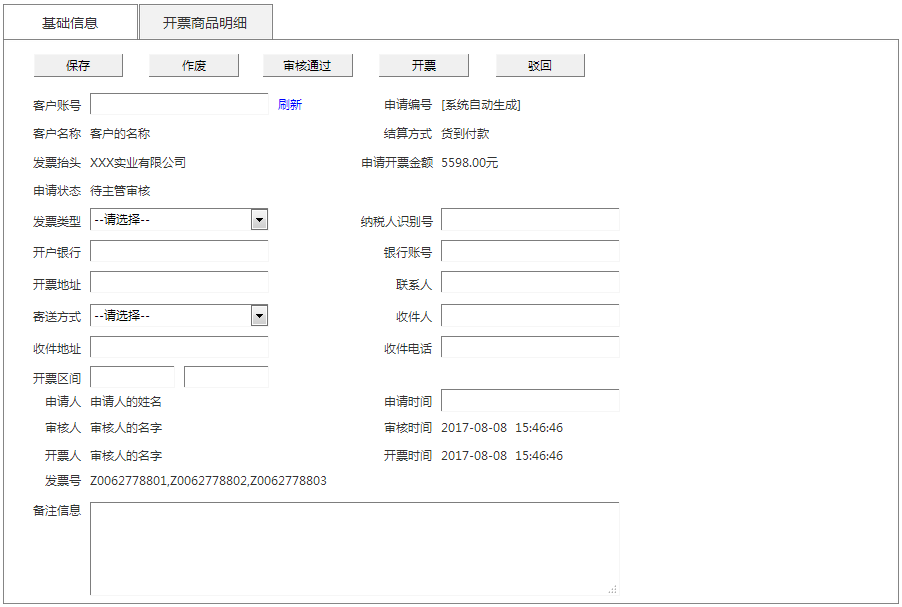 基础信息 开票商品明细
保存 作废 审核通过 开票 驳回
客户账号 刷新 申请编号 [系统自动生成]
客户名称 客户的名称 结算方式 货到付款
发票抬头 XXX实业有限公司 申请开票金额 5598.00元
申请状态 待主管审核
发票类型 --请选择-- 纳税人识别号
开户银行 银行账号
开票地址 联系人
寄送方式 --请选择-- 收件人
收件地址 收件电话
开票区间
申请人 申请人的姓名 申请时间
审核人 审核人的名字 审核时间 2017-08-08 15:46:46
开票人 审核人的名字 开票时间 2017-08-08 15:46:46
发票号 Z0062778801,Z0062778802,Z0062778803
备注信息